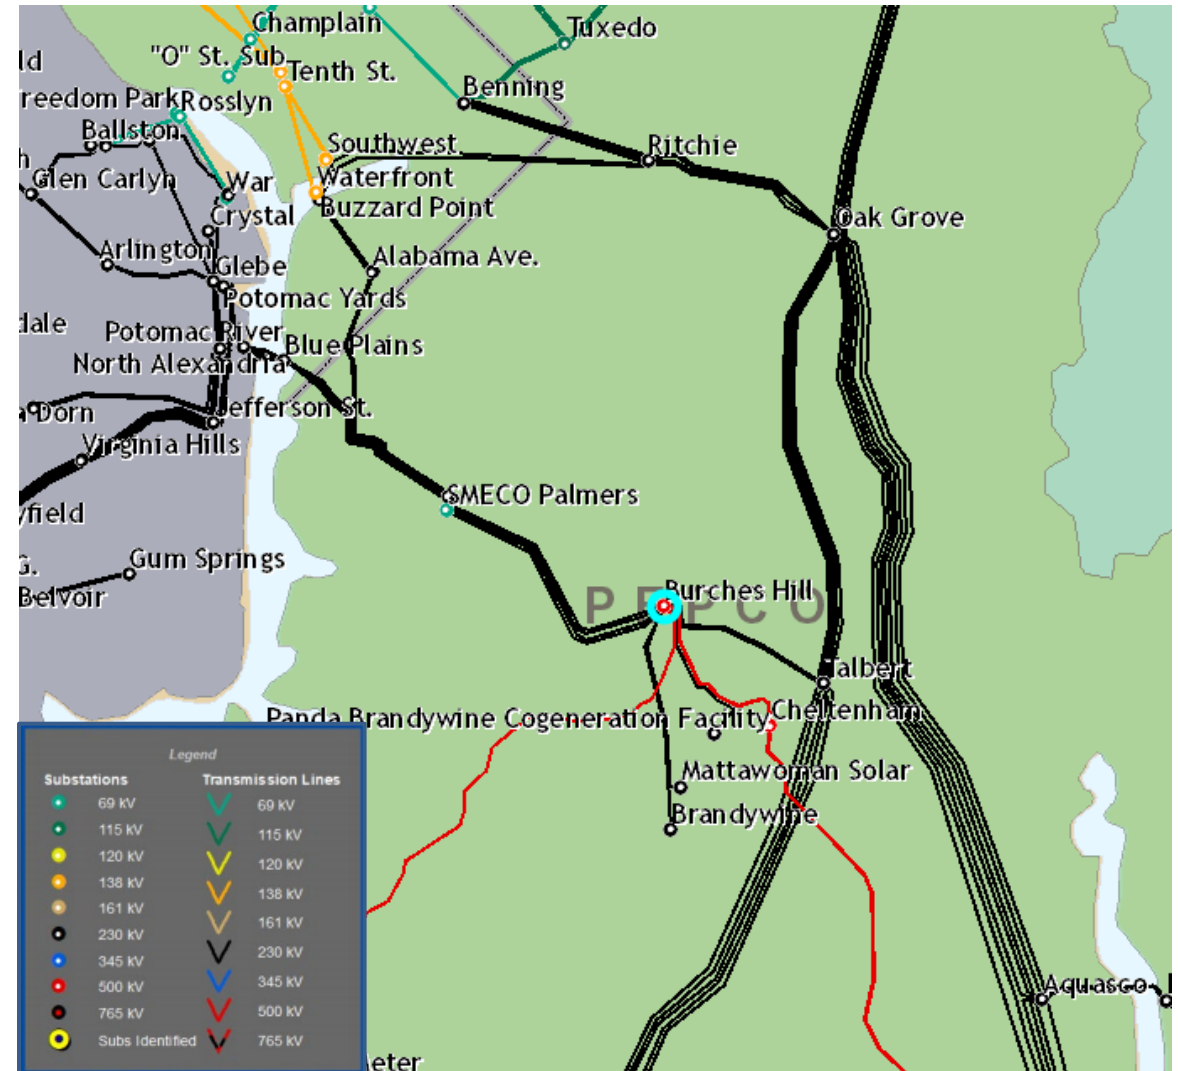 Champlain
Tuxedo
"O" St. Sub
Tenth St.
Benning
reedom Park
Rosslyn
Ballston
Southwest
Ritchie
Glen Carlyn
War
Waterfront
Crystal
Buzzard Point
Oak Grove
Arlington
Glebe
Alabama Ave.
Potomac Yards
dale
Potomac River
Blue Plains
North Alexandria
Dorn
Jefferson St.
Virginia Hills
SMECO Palmers
yfield
Gum Springs
G.
Belvoir
Burches Hill
PEPCO
Talbert
Panda Brandywine Cogeneration Facility
Cheltenham
Mattawoman Solar
Brandywine
Aquasco
eter
Legend
Substations Transmission Lines
69 kV 69 kV
115 kV 115 kV
120 kV 120 kV
138 kV 138 kV
161 kV 161 kV
230 kV 230 kV
345 kV 345 kV
500 kV 500 kV
765 kV 765 kV
Subs Identified